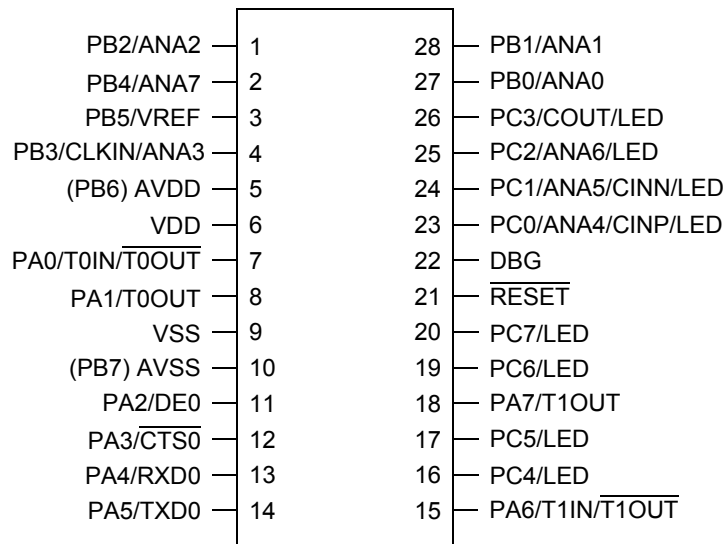 PB2/ANA2 1 28 PB1/ANA1
PB4/ANA7 2 27 PB0/ANA0
PB5/VREF 3 26 PC3/COUT/LED
PB3/CLKIN/ANA3 4 25 PC2/ANA6/LED
(PB6) AVDD 5 24 PC1/ANA5/CINN/LED
VDD 6 23 PC0/ANA4/CINP/LED
PA0/T0IN/T̅0̅O̅U̅T̅ 7 22 DBG
PA1/T0OUT 8 21 R̅E̅S̅E̅T̅
VSS 9 20 PC7/LED
(PB7) AVSS 10 19 PC6/LED
PA2/DE0 11 18 PA7/T1OUT
PA3/C̅T̅S̅0̅ 12 17 PC5/LED
PA4/RXD0 13 16 PC4/LED
PA5/TXD0 14 15 PA6/T1IN/T̅1̅O̅U̅T̅